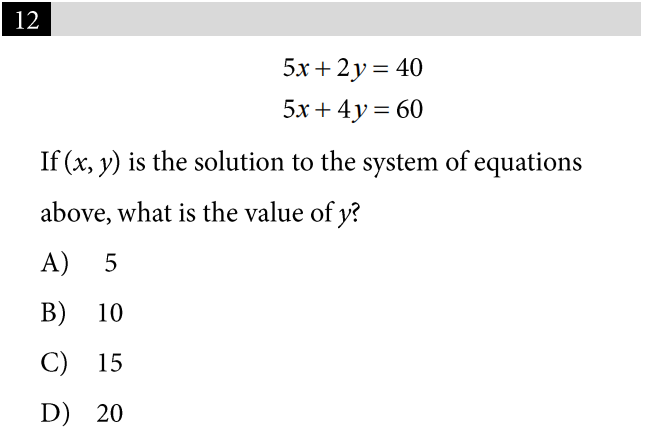 12
5x + 2y = 40
5x + 4y = 60
If (x, y) is the solution to the system of equations
above, what is the value of y?
A) 5
B) 10
C) 15
D) 20